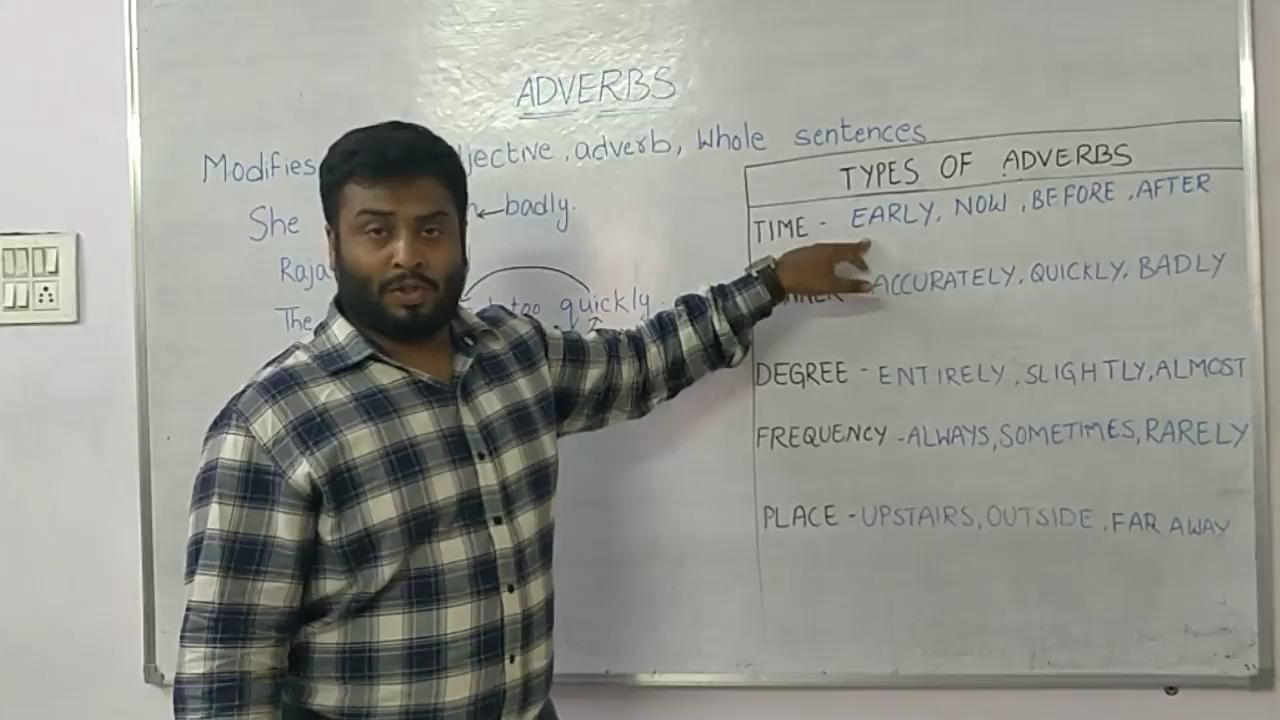 ADVERBS
Modifies jective, adverb, Whole sentences
She ←badly.
Raja
The too quickly.
TYPES OF ADVERBS
TIME - EARLY, NOW, BEFORE, AFTER
ACCURATELY, QUICKLY, BADLY
DEGREE - ENTIRELY, SLIGHTLY, ALMOST
FREQUENCY - ALWAYS, SOMETIMES, RARELY
PLACE - UPSTAIRS, OUTSIDE, FAR AWAY